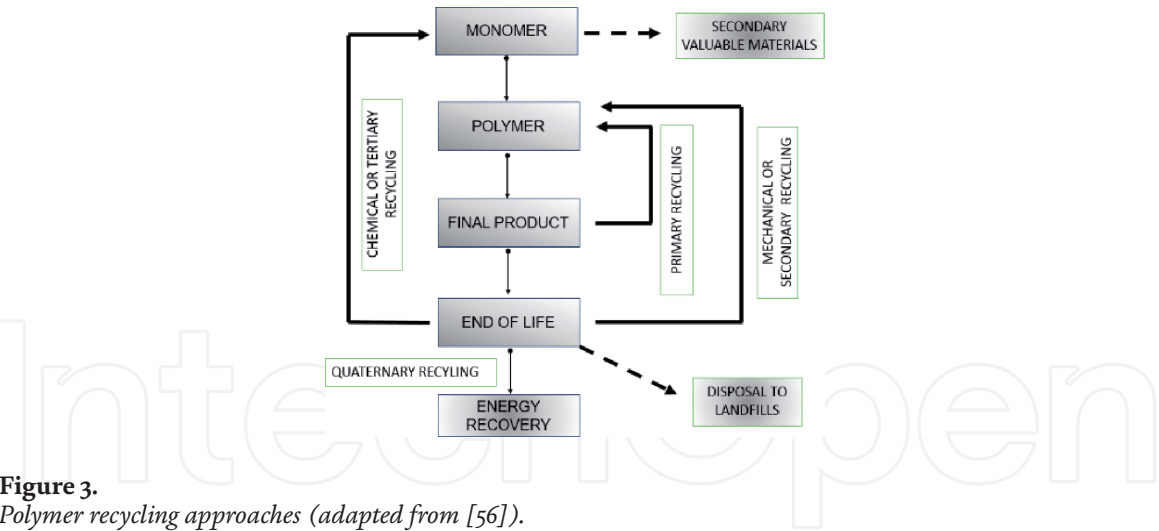 MONOMER
SECONDARY
VALUABLE MATERIALS
POLYMER
CHEMICAL OR TERTIARY
RECYCLING
PRIMARY RECYCLING
MECHANICAL OR
SECONDARY RECYCLING
FINAL PRODUCT
END OF LIFE
QUATERNARY RECYLING
DISPOSAL TO
LANDFILLS
ENERGY
RECOVERY
IntechOpen
Figure 3.
Polymer recycling approaches (adapted from [56]).